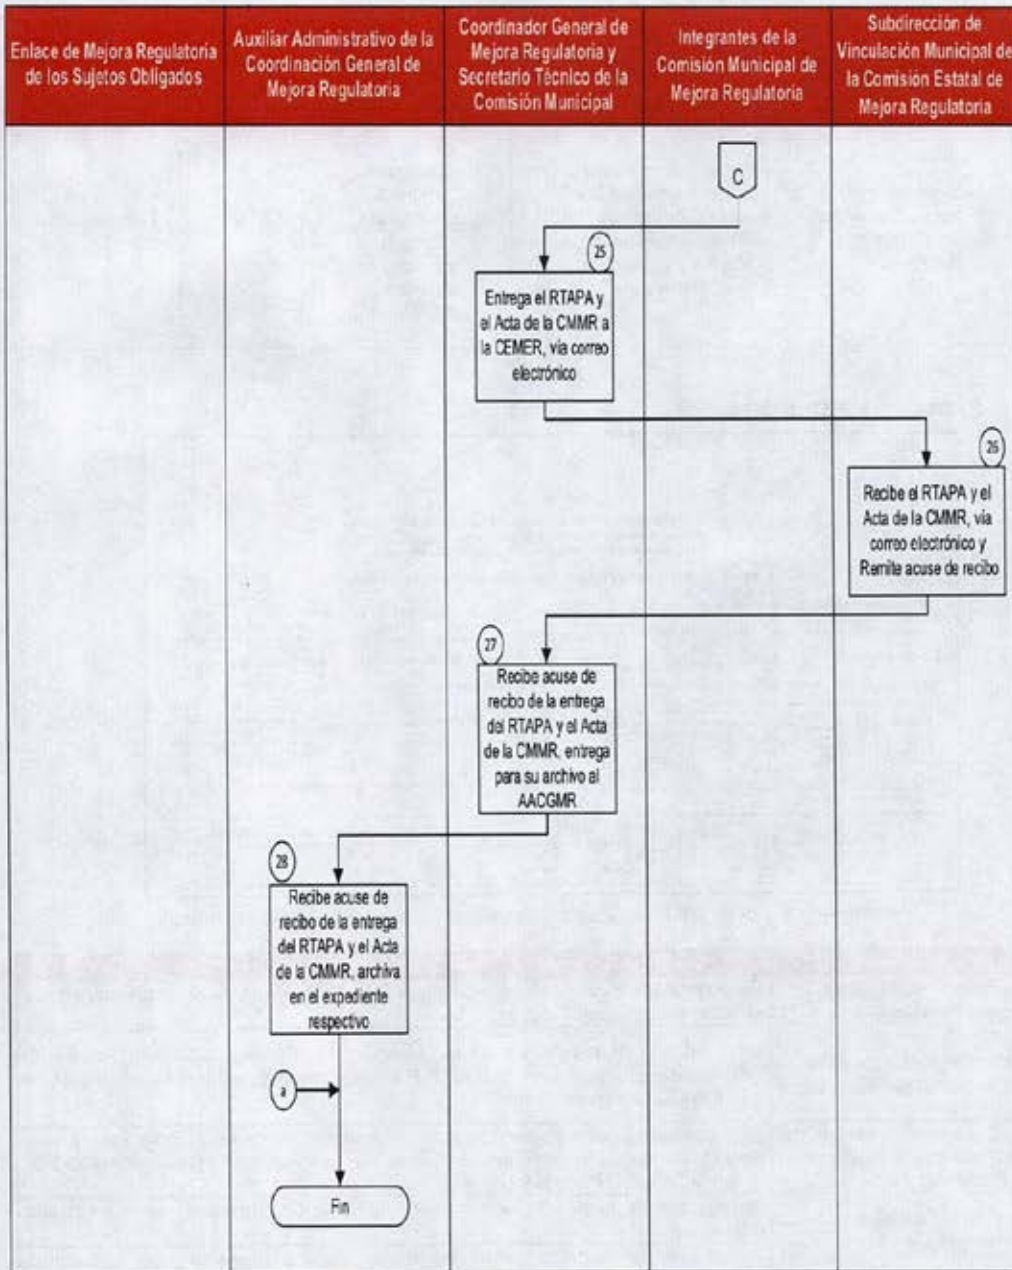 Enlace de Mejora Regulatoria
de los Sujetos Obligados
Auxiliar Administrativo de la
Coordinación General de
Mejora Regulatoria
Coordinador General de
Mejora Regulatoria y
Secretario Técnico de la
Comisión Municipal
Integrantes de la
Comisión Municipal de
Mejora Regulatoria
Subdirección de
Vinculación Municipal de
la Comisión Estatal de
Mejora Regulatoria
C
25
Entrega el RTAPA y
el Acta de la CMMR a
la CEMER, vía correo
electrónico
26
Recibe el RTAPA y el
Acta de la CMMR, vía
correo electrónico y
Remite acuse de recibo
27
Recibe acuse de
recibo de la entrega
del RTAPA y el Acta
de la CMMR, entrega
para su archivo al
AACGMR
28
Recibe acuse de
recibo de la entrega
del RTAPA y el Acta
de la CMMR, archiva
en el expediente
respectivo
a
Fin